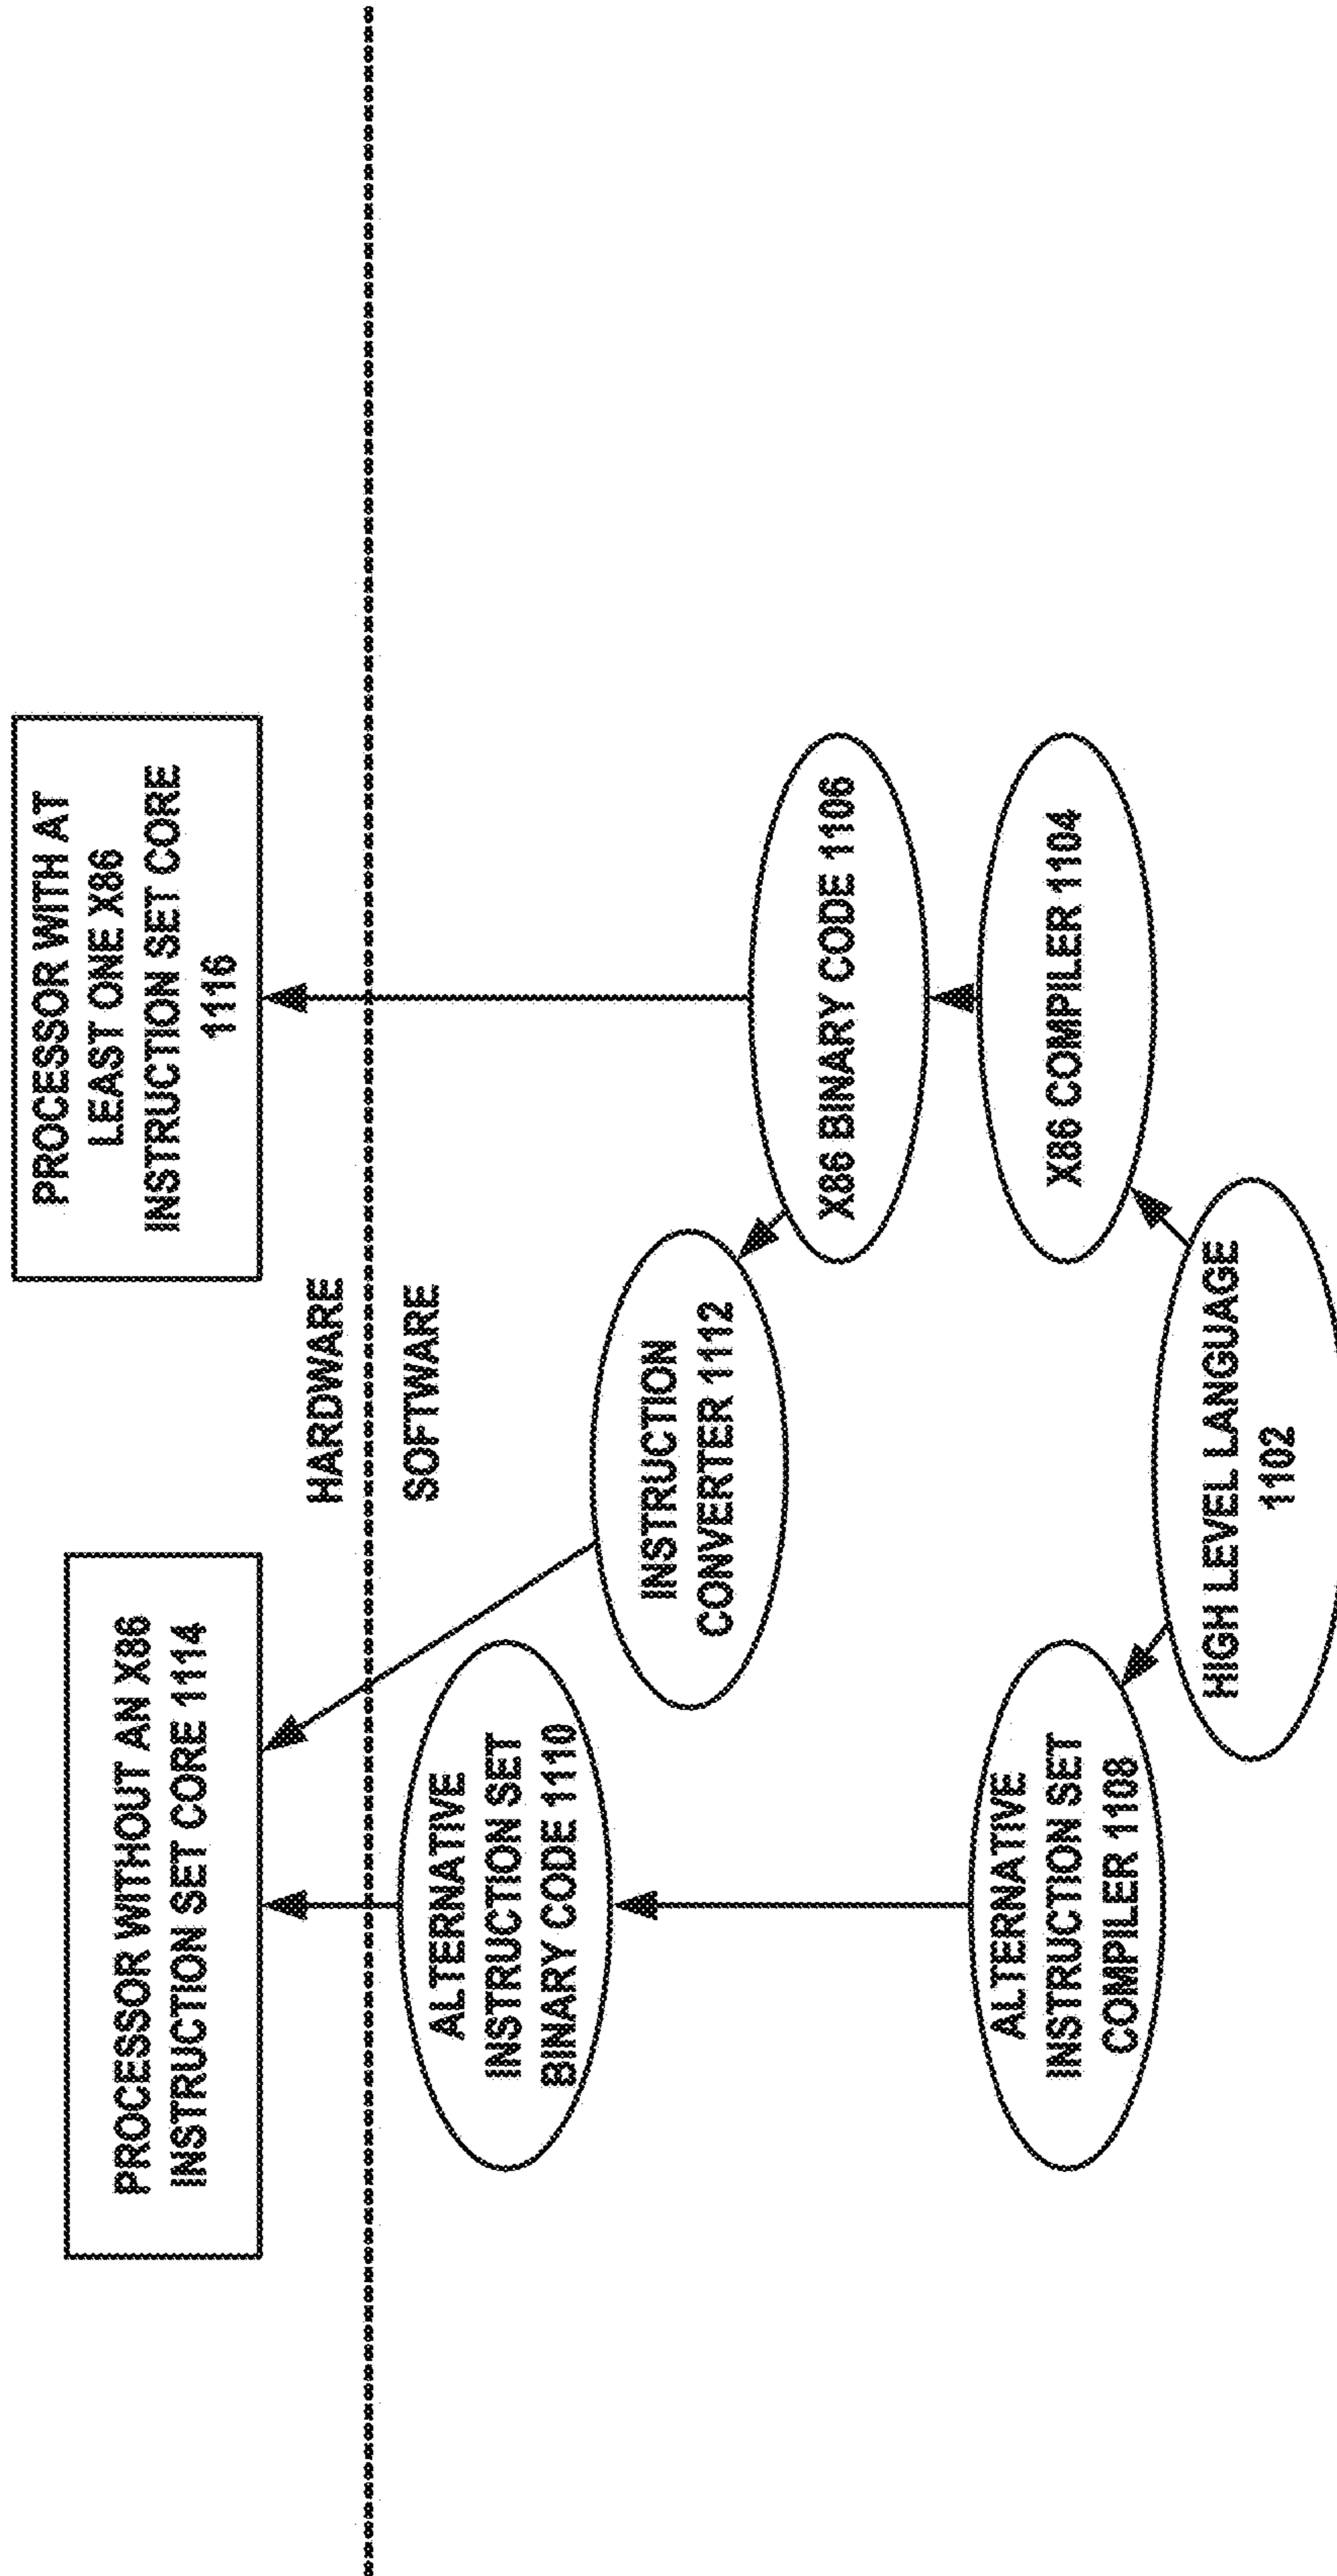 PROCESSOR WITHOUT AN X86
INSTRUCTION SET CORE 1114
PROCESSOR WITH AT
LEAST ONE X86
INSTRUCTION SET CORE
1116
HARDWARE
SOFTWARE
ALTERNATIVE
INSTRUCTION SET
BINARY CODE 1110
INSTRUCTION
CONVERTER 1112
X86 BINARY CODE 1106
ALTERNATIVE
INSTRUCTION SET
COMPILER 1108
X86 COMPILER 1104
HIGH LEVEL LANGUAGE
1102